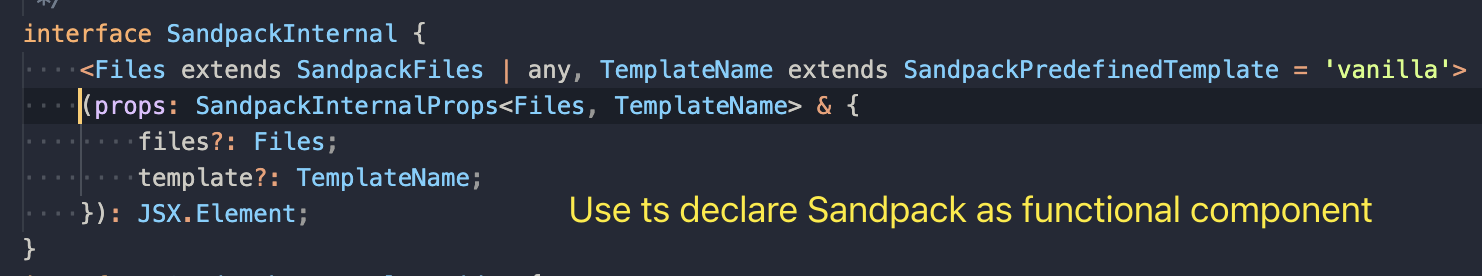 */
interface SandpackInternal {
····<Files extends SandpackFiles | any, TemplateName extends SandpackPredefinedTemplate = 'vanilla'>
····(props: SandpackInternalProps<Files, TemplateName> & {
········files?: Files;
········template?: TemplateName;
····}): JSX.Element;
Use ts declare Sandpack as functional component
}